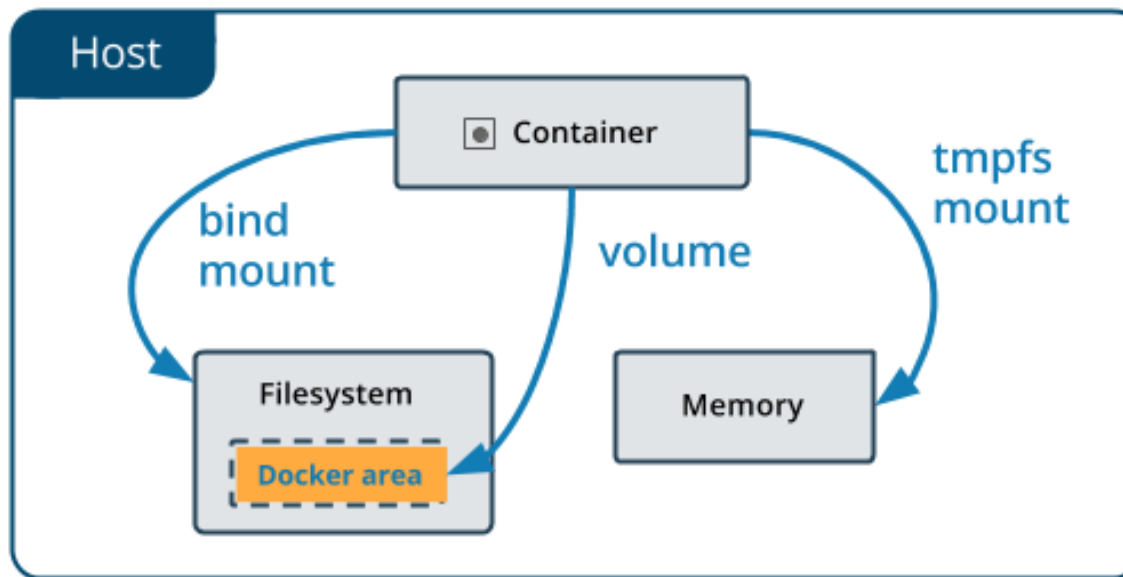 Host
Container
tmpfs
mount
bind
mount
volume
Filesystem
Memory
Docker area